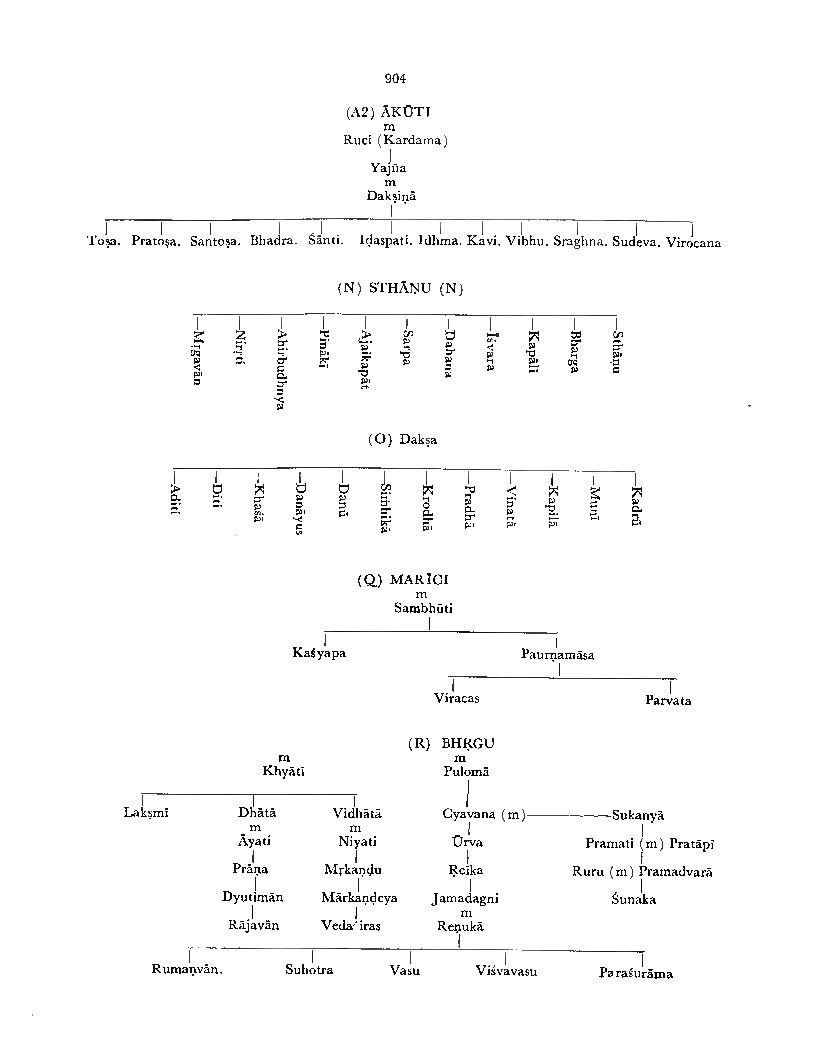 904
(A2) ĀKŪTI
m
Ruci (Kardama)
Yajña
m
Dakṣiṇā
Toṣa. Pratoṣa. Santoṣa. Bhadra. Śānti. Iḍaspati. Idhma. Kavi. Vibhu. Sraghna. Sudeva. Virocana
(N) STHĀNU (N)
Mṛgavān Nirṛti Ahirbudhnya Pinākī Ajaikapāt Sarpa Dahana Īśvara Kapālī Bharga Sthāṇu
(O) Dakṣa
Aditi Diti Khasā Danāyus Danū Siṁhikā Krodhā Pradhā Vinatā Kapilā Munī Kadrū
(Q) MARĪCI
m
Sambhūti
Kaśyapa Paurṇamāsa
Viracas Parvata
(R) BHṚGU
m m
Khyātī Pulomā
Lakṣmī Dhātā Vidhātā Cyavana (m) Sukanyā
m m
Āyati Niyati Ūrva Pramati (m) Pratāpī
Prāṇa Mṛkaṇḍu Ṛcīka Ruru (m) Pramadvarā
Dyutimān Mārkaṇḍeya Jamadagni Śunaka
m
Rājavān Veda iras Reṇukā
Rumaṇvān. Suhotra Vasu Viśvavasu Paraśurāma